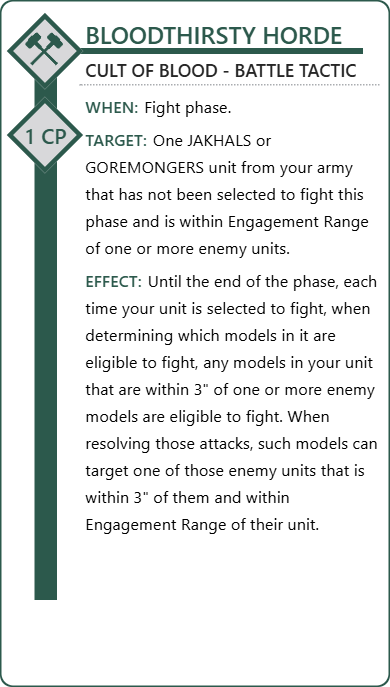 BLOODTHIRSTY HORDE
CULT OF BLOOD - BATTLE TACTIC
WHEN: Fight phase.
1 CP
TARGET: One JAKHALS or
GOREMONGERS unit from your army
that has not been selected to fight this
phase and is within Engagement Range
of one or more enemy units.
EFFECT: Until the end of the phase, each
time your unit is selected to fight, when
determining which models in it are
eligible to fight, any models in your unit
that are within 3" of one or more enemy
models are eligible to fight. When
resolving those attacks, such models can
target one of those enemy units that is
within 3" of them and within
Engagement Range of their unit.